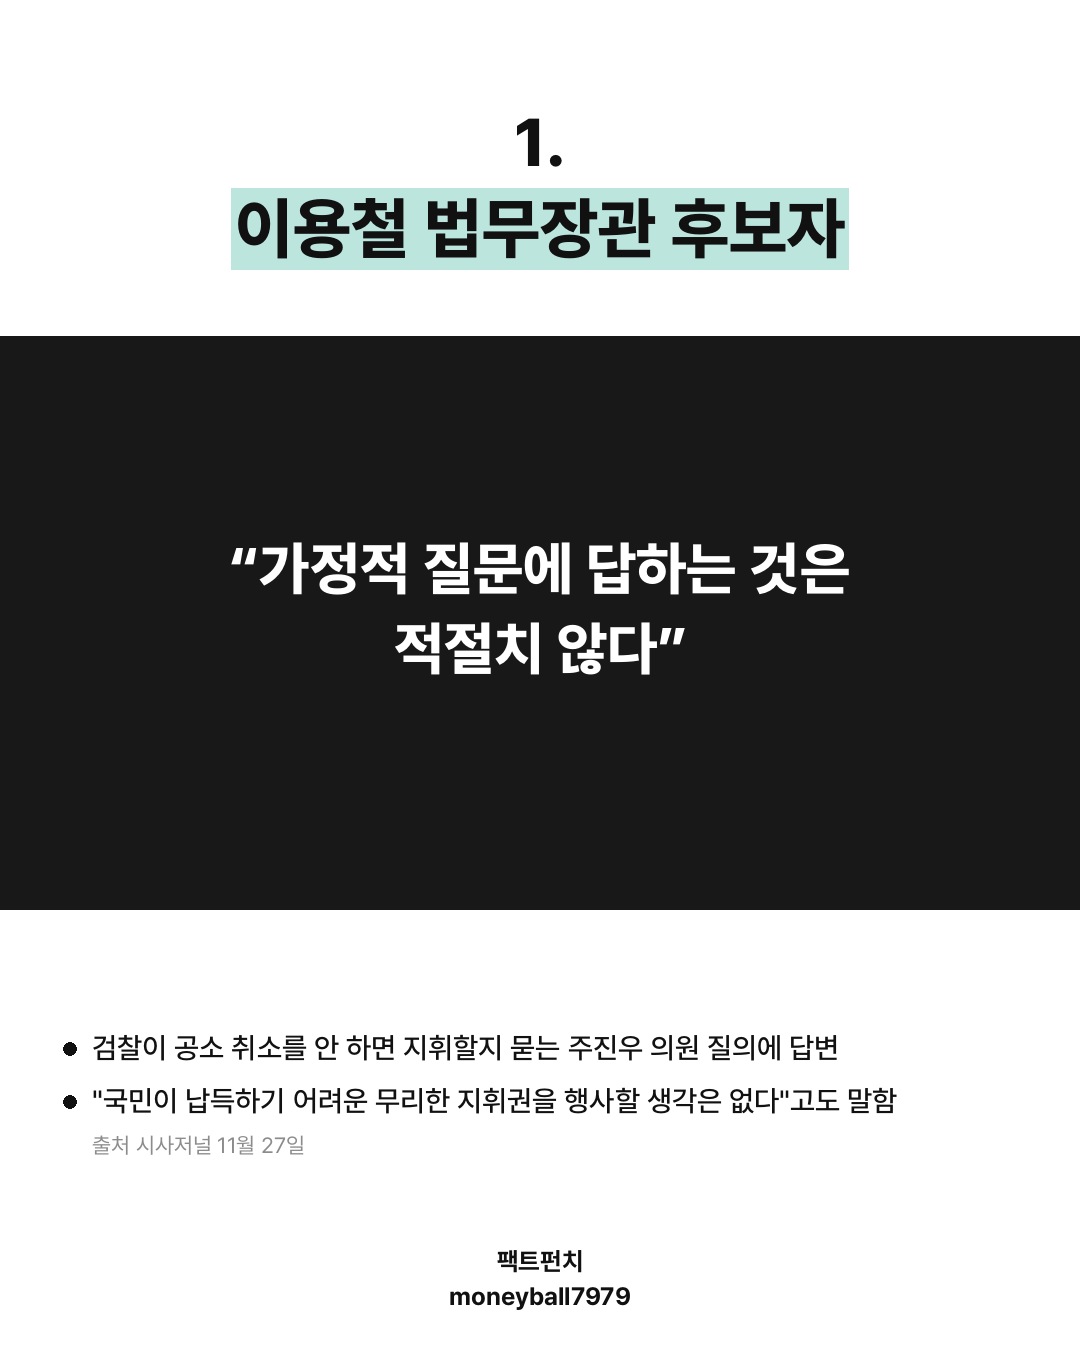 1.
이용철 법무장관 후보자
“가정적 질문에 답하는 것은
적절치 않다”
● 검찰이 공소 취소를 안 하면 지휘할지 묻는 주진우 의원 질의에 답변
● "국민이 납득하기 어려운 무리한 지휘권을 행사할 생각은 없다"고도 말함
출처 시사저널 11월 27일
팩트펀치
moneyball7979